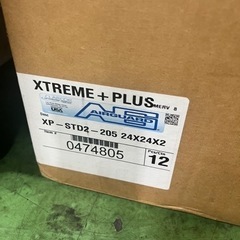 XTREME + PLUS MERV 8
AIRGUARD
XP - STD2 - 205 24X24X2
0474805
12